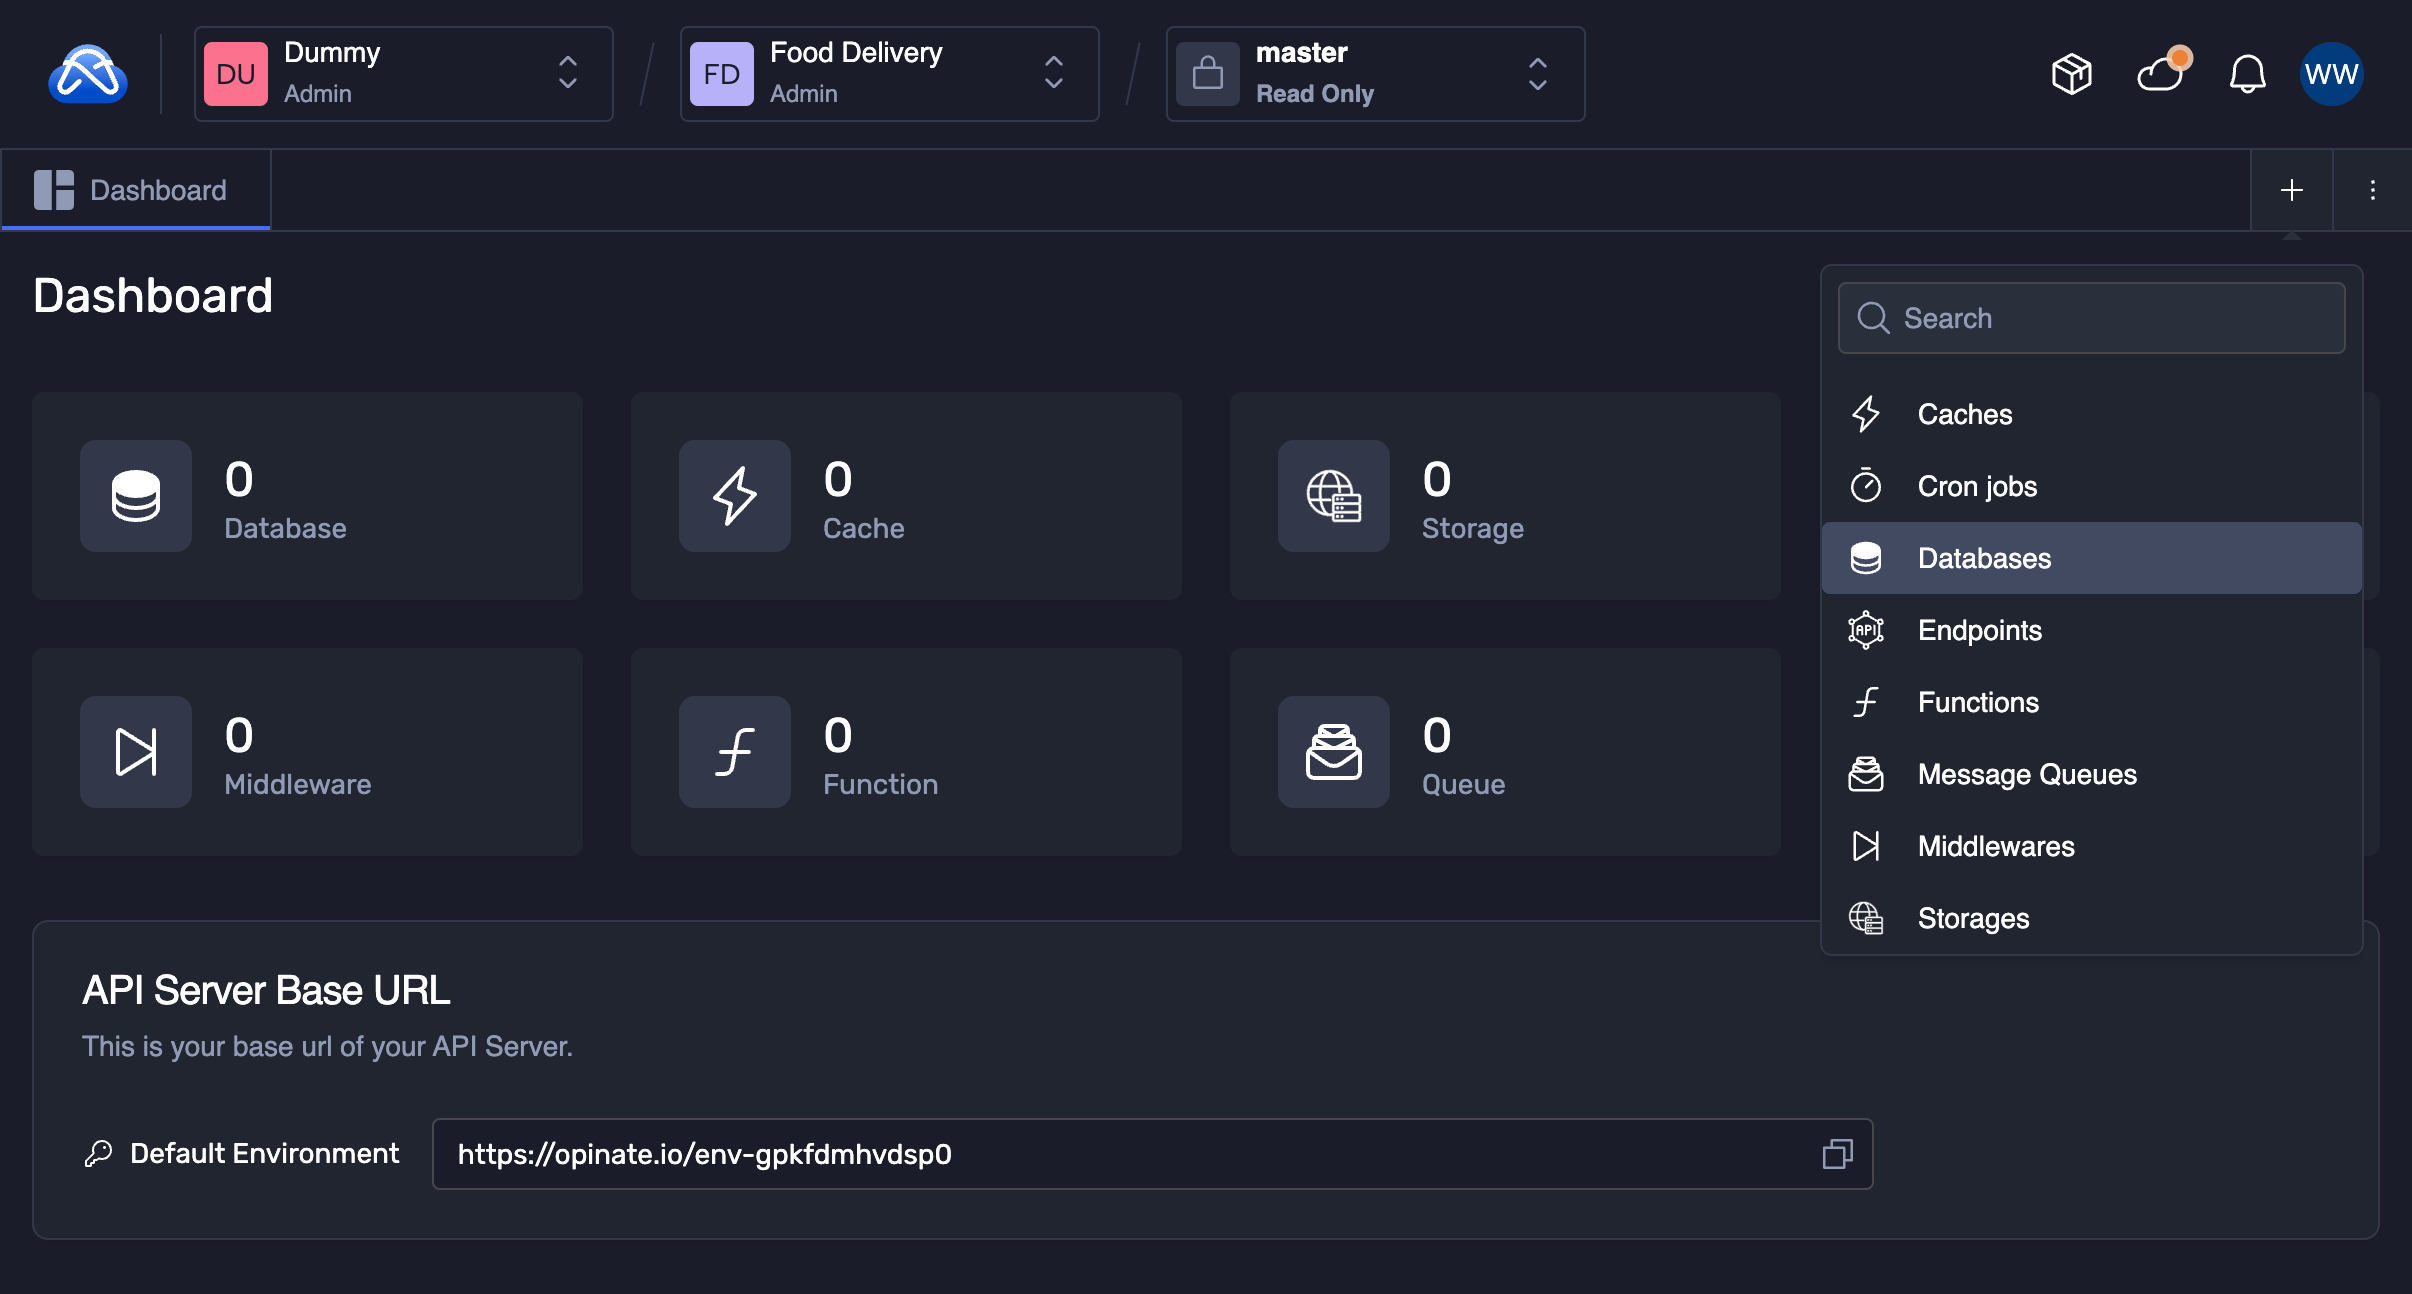 DU
Dummy
Admin
FD
Food Delivery
Admin
master
Read Only
WW
Dashboard
Dashboard
Search
Caches
Cron jobs
Databases
Endpoints
Functions
Message Queues
Middlewares
Storages
API
0
Database
0
Cache
0
Storage
0
Middleware
0
Function
0
Queue
API Server Base URL
This is your base url of your API Server.
Default Environment
https://opinate.io/env-gpkfdmhvdsp0